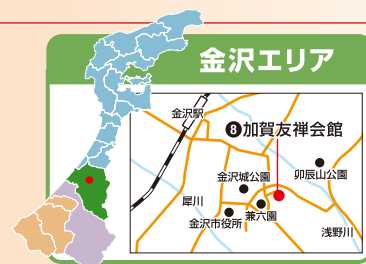 金沢エリア
金沢駅
❽加賀友禅会館
金沢城公園
卯辰山公園
犀川
兼六園
金沢市役所
浅野川